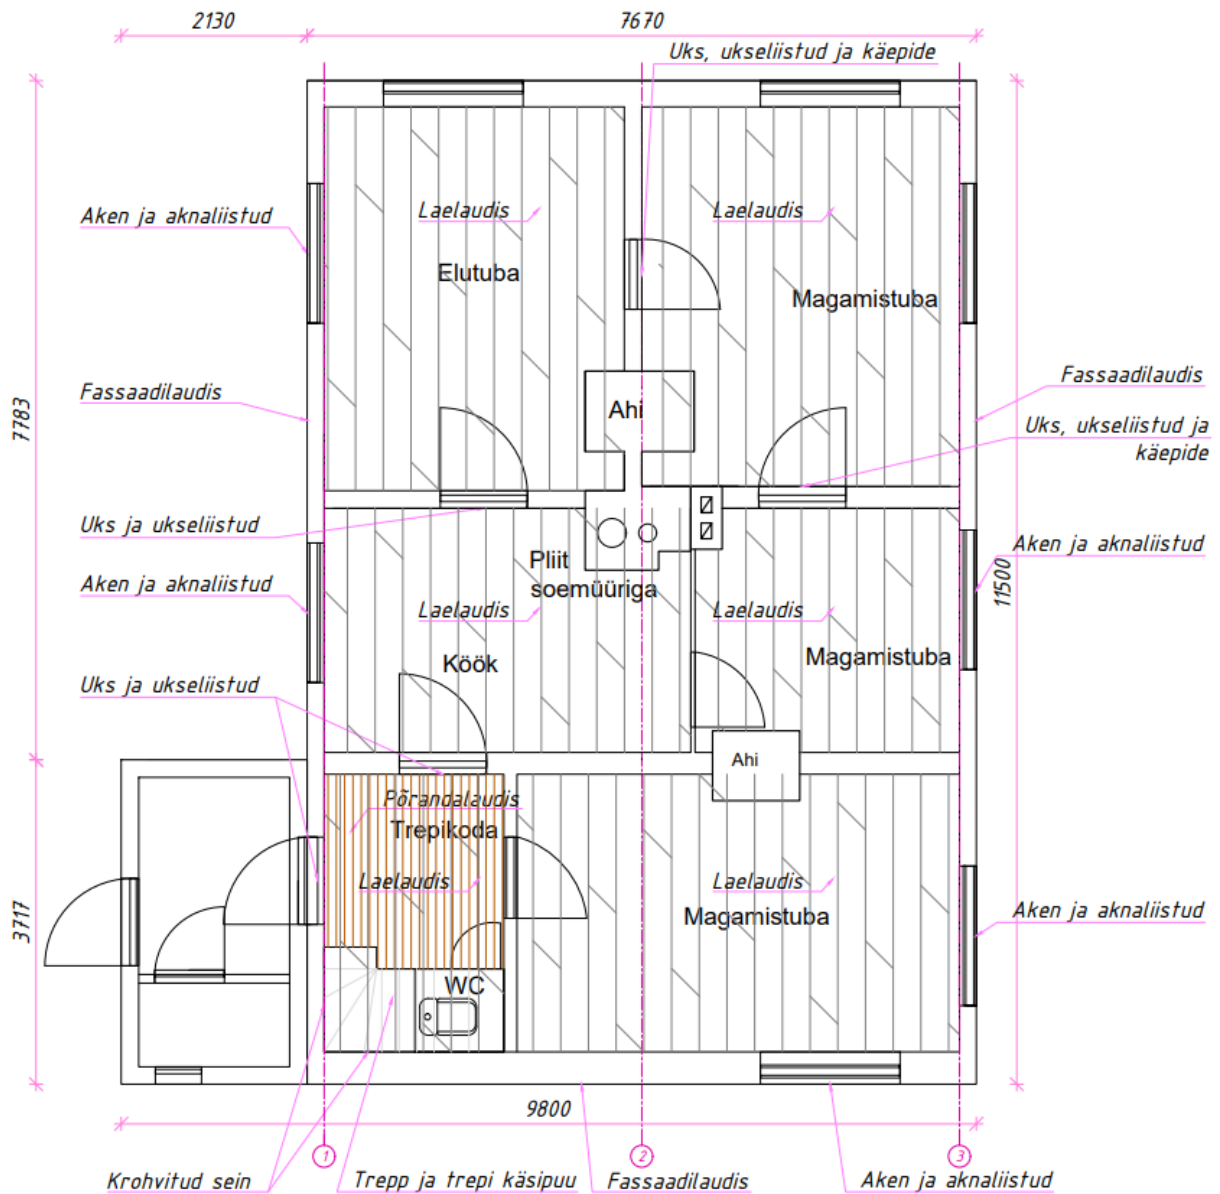 2130
7670
Uks, ukseliistud ja käepide
Aken ja aknaliistud
Laelaudis
Laelaudis
Elutuba
Magamistuba
Fassaadilaudis
Fassaadilaudis
7783
Ahi
Uks, ukseliistud ja
käepide
Uks ja ukseliistud
Aken ja aknaliistud
Pliit
soemüüriga
Aken ja aknaliistud
11500
Laelaudis
Laelaudis
Köök
Magamistuba
Uks ja ukseliistud
Ahi
Põrandalaudis
Trepikoda
Laelaudis
Laelaudis
Magamistuba
Aken ja aknaliistud
3717
WC
9800
1
2
3
Krohvitud sein
Trepp ja trepi käsipuu
Fassaadilaudis
Aken ja aknaliistud